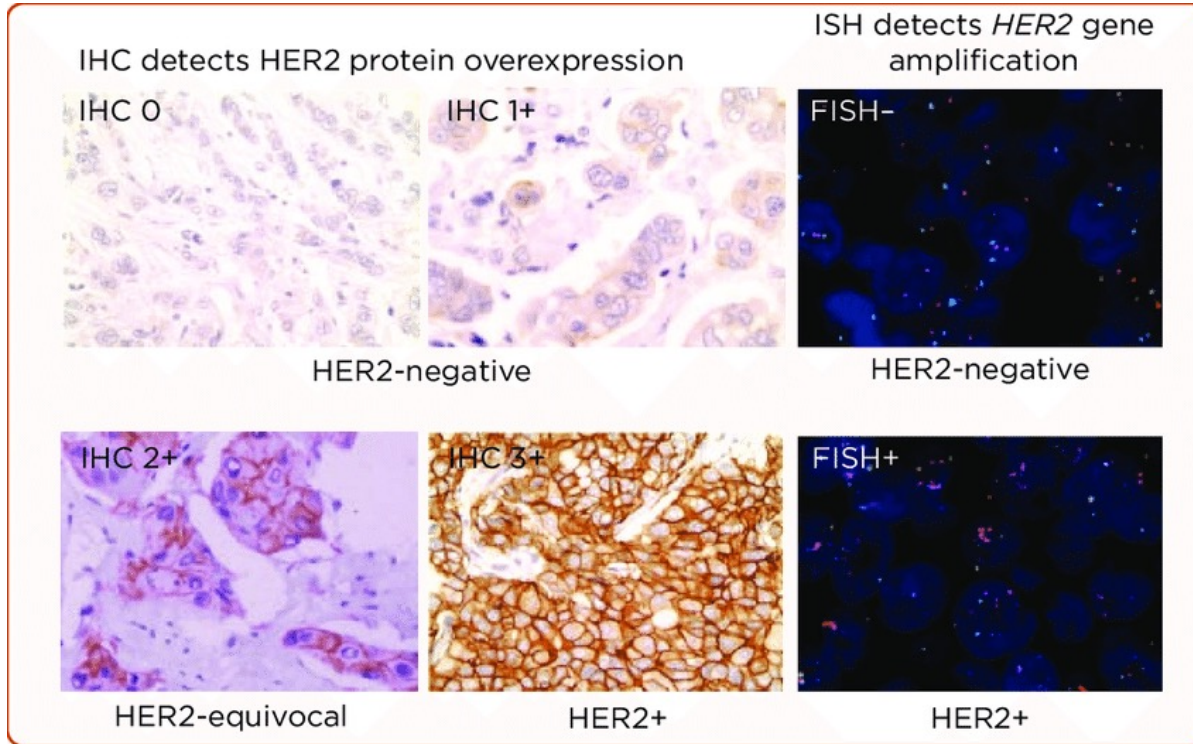 IHC detects HER2 protein overexpression
ISH detects HER2 gene
amplification
IHC 0
IHC 1+
FISH–
HER2-negative
HER2-negative
IHC 2+
IHC 3+
FISH+
HER2-equivocal
HER2+
HER2+